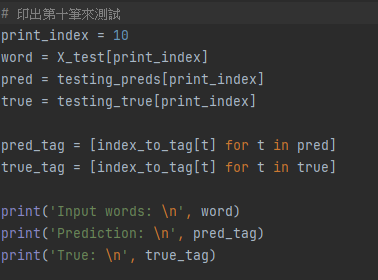 # 印出第十筆來測試
print_index = 10
word = X_test[print_index]
pred = testing_preds[print_index]
true = testing_true[print_index]
pred_tag = [index_to_tag[t] for t in pred]
true_tag = [index_to_tag[t] for t in true]
print('Input words: \n', word)
print('Prediction: \n', pred_tag)
print('True: \n', true_tag)